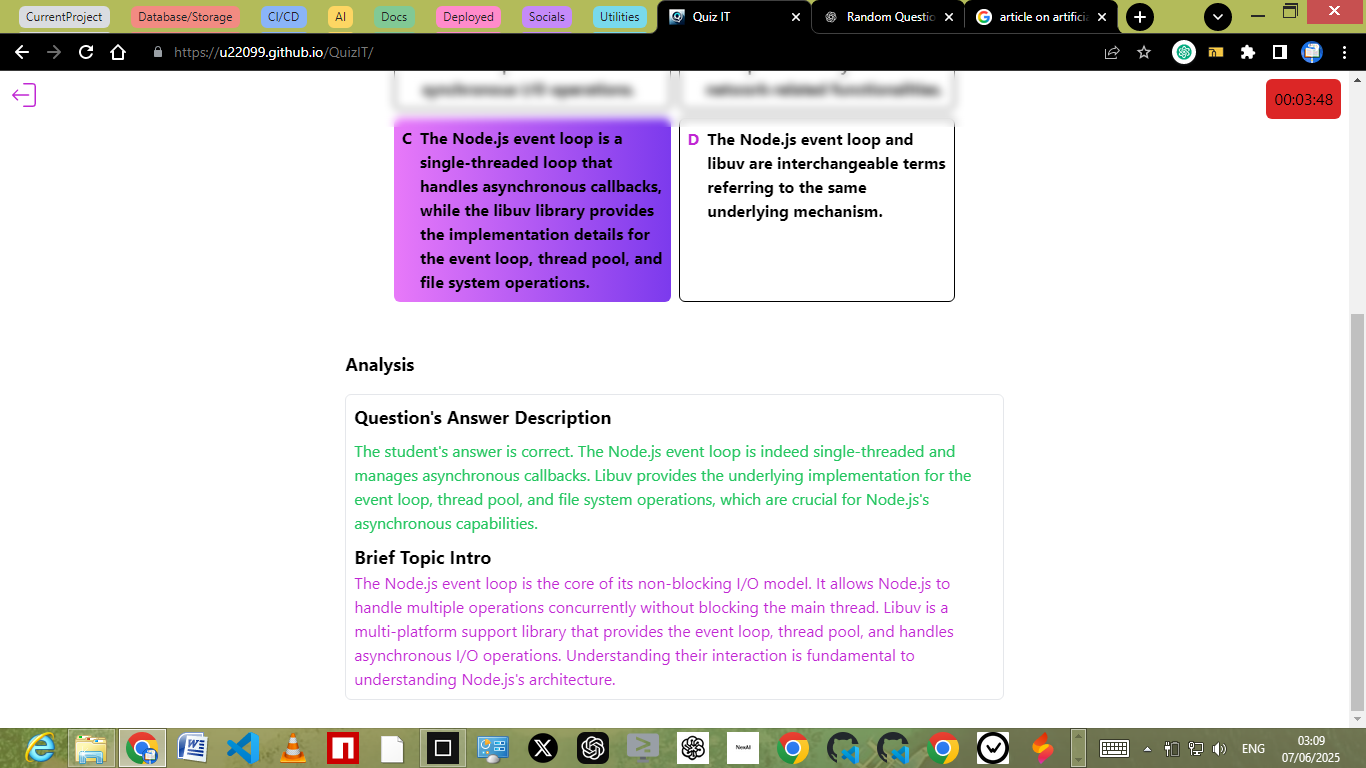 CurrentProject Database/Storage CI/CD AI Docs Deployed Socials Utilities Quiz IT Random Questio article on artificia
https://u22099.github.io/QuizIT/
synchronous I/O operations.
network-related functionalities.
00:03:48
C The Node.js event loop is a
single-threaded loop that
handles asynchronous callbacks,
while the libuv library provides
the implementation details for
the event loop, thread pool, and
file system operations.
D The Node.js event loop and
libuv are interchangeable terms
referring to the same
underlying mechanism.
Analysis
Question's Answer Description
The student's answer is correct. The Node.js event loop is indeed single-threaded and
manages asynchronous callbacks. Libuv provides the underlying implementation for the
event loop, thread pool, and file system operations, which are crucial for Node.js's
asynchronous capabilities.
Brief Topic Intro
The Node.js event loop is the core of its non-blocking I/O model. It allows Node.js to
handle multiple operations concurrently without blocking the main thread. Libuv is a
multi-platform support library that provides the event loop, thread pool, and handles
asynchronous I/O operations. Understanding their interaction is fundamental to
understanding Node.js's architecture.
NexAI
ENG
03:09
07/06/2025